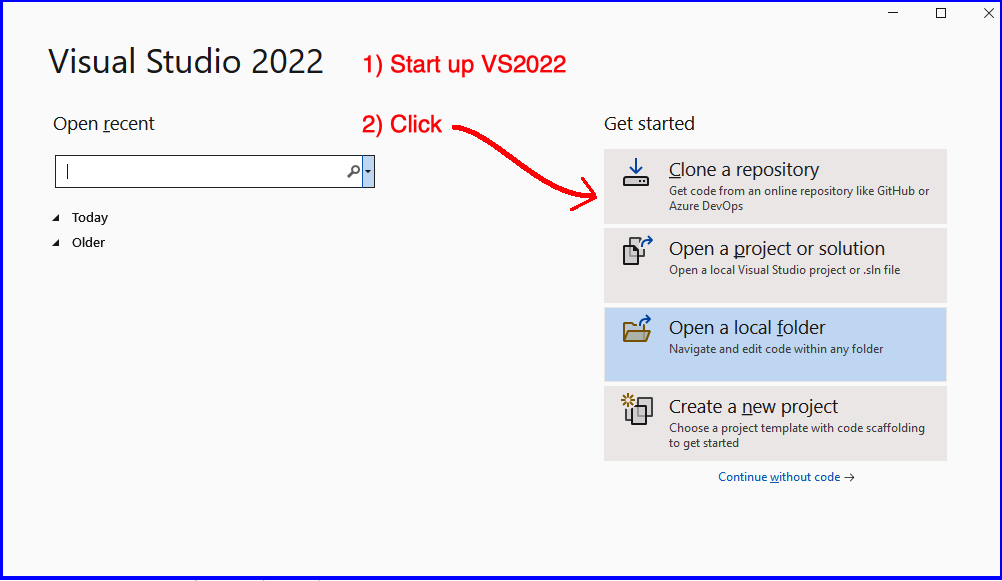 Visual Studio 2022
1) Start up VS2022
Open recent
2) Click
Today
Older
Get started
Clone a repository
Get code from an online repository like GitHub or
Azure DevOps
Open a project or solution
Open a local Visual Studio project or .sln file
Open a local folder
Navigate and edit code within any folder
Create a new project
Choose a project template with code scaffolding
to get started
Continue without code →